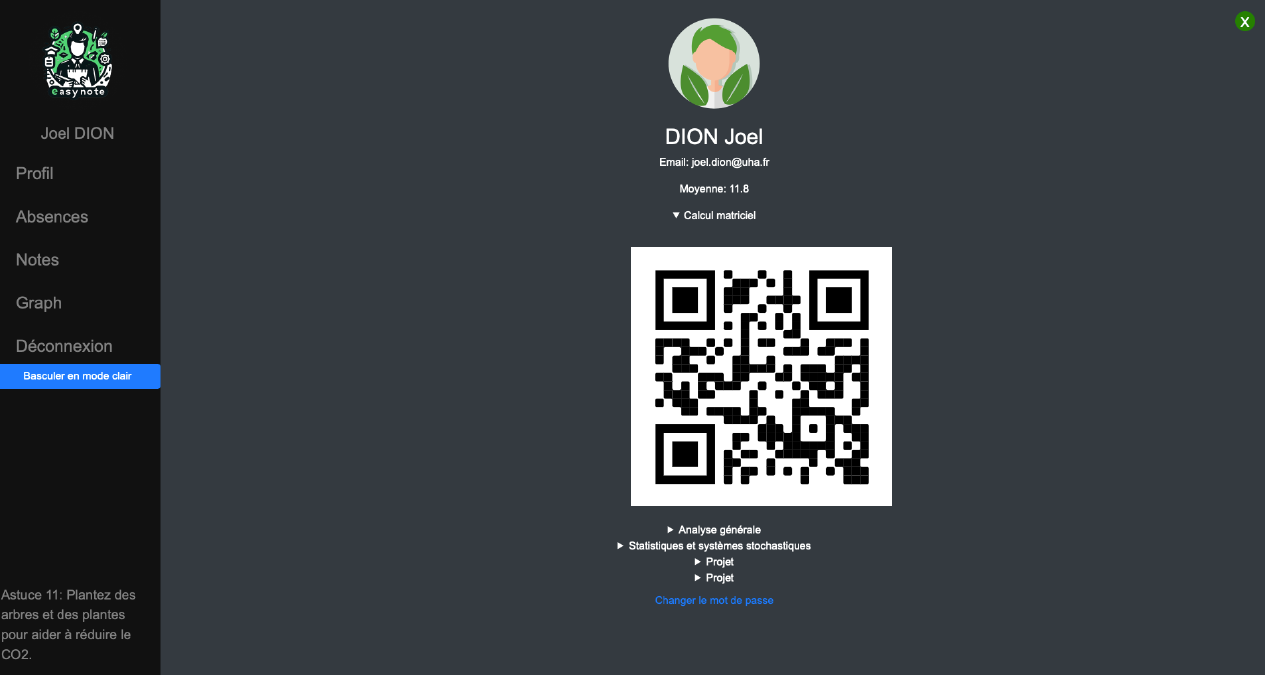 easynote
Joel DION
Profil
Absences
Notes
Graph
Déconnexion
Basculer en mode clair
Astuce 11: Plantez des
arbres et des plantes
pour aider à réduire le
CO2.
X
DION Joel
Email: joel.dion@uha.fr
Moyenne: 11.8
▼ Calcul matriciel
► Analyse générale
► Statistiques et systèmes stochastiques
► Projet
► Projet
Changer le mot de passe